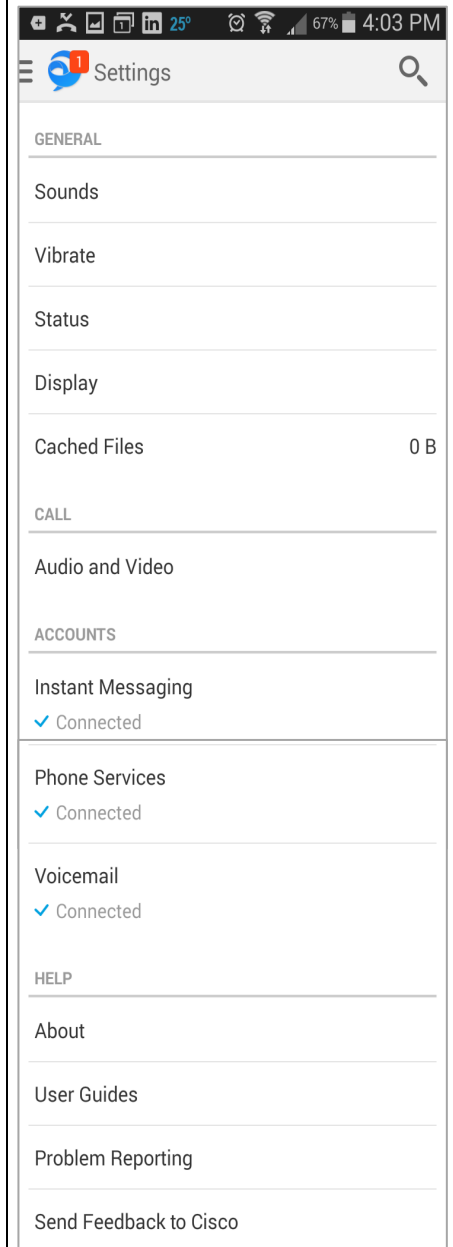 1 in 25° 67% 4:03 PM
1 Settings
GENERAL
Sounds
Vibrate
Status
Display
Cached Files 0 B
CALL
Audio and Video
ACCOUNTS
Instant Messaging
Connected
Phone Services
Connected
Voicemail
Connected
HELP
About
User Guides
Problem Reporting
Send Feedback to Cisco